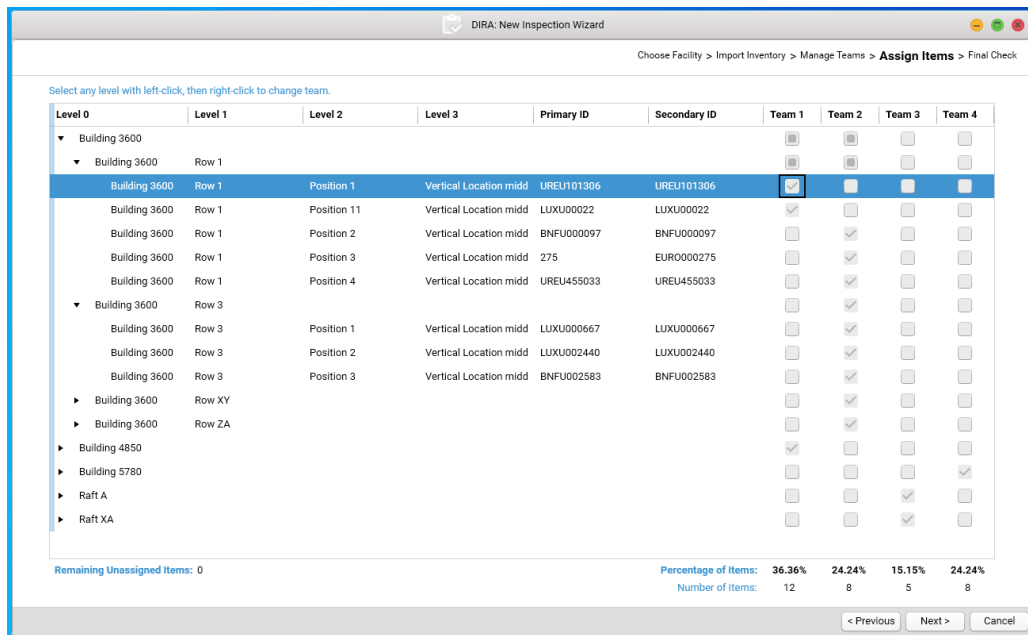 DIRA: New Inspection Wizard
Choose Facility > Import Inventory > Manage Teams > Assign Items > Final Check
Select any level with left-click, then right-click to change team.
Level 0 Level 1 Level 2 Level 3 Primary ID Secondary ID Team 1 Team 2 Team 3 Team 4
Building 3600
Building 3600 Row 1
Building 3600 Row 1 Position 1 Vertical Location midd UREU101306 UREU101306
Building 3600 Row 1 Position 11 Vertical Location midd LUXU00022 LUXU00022
Building 3600 Row 1 Position 2 Vertical Location midd BNFU000097 BNFU000097
Building 3600 Row 1 Position 3 Vertical Location midd 275 EURO000275
Building 3600 Row 1 Position 4 Vertical Location midd UREU455033 UREU455033
Building 3600 Row 3
Building 3600 Row 3 Position 1 Vertical Location midd LUXU000667 LUXU000667
Building 3600 Row 3 Position 2 Vertical Location midd LUXU002440 LUXU002440
Building 3600 Row 3 Position 3 Vertical Location midd BNFU002583 BNFU002583
Building 3600 Row XY
Building 3600 Row ZA
Building 4850
Building 5780
Raft A
Raft XA
Remaining Unassigned Items: 0 Percentage of Items: 36.36% 24.24% 15.15% 24.24%
Number of Items: 12 8 5 8
< Previous Next > Cancel